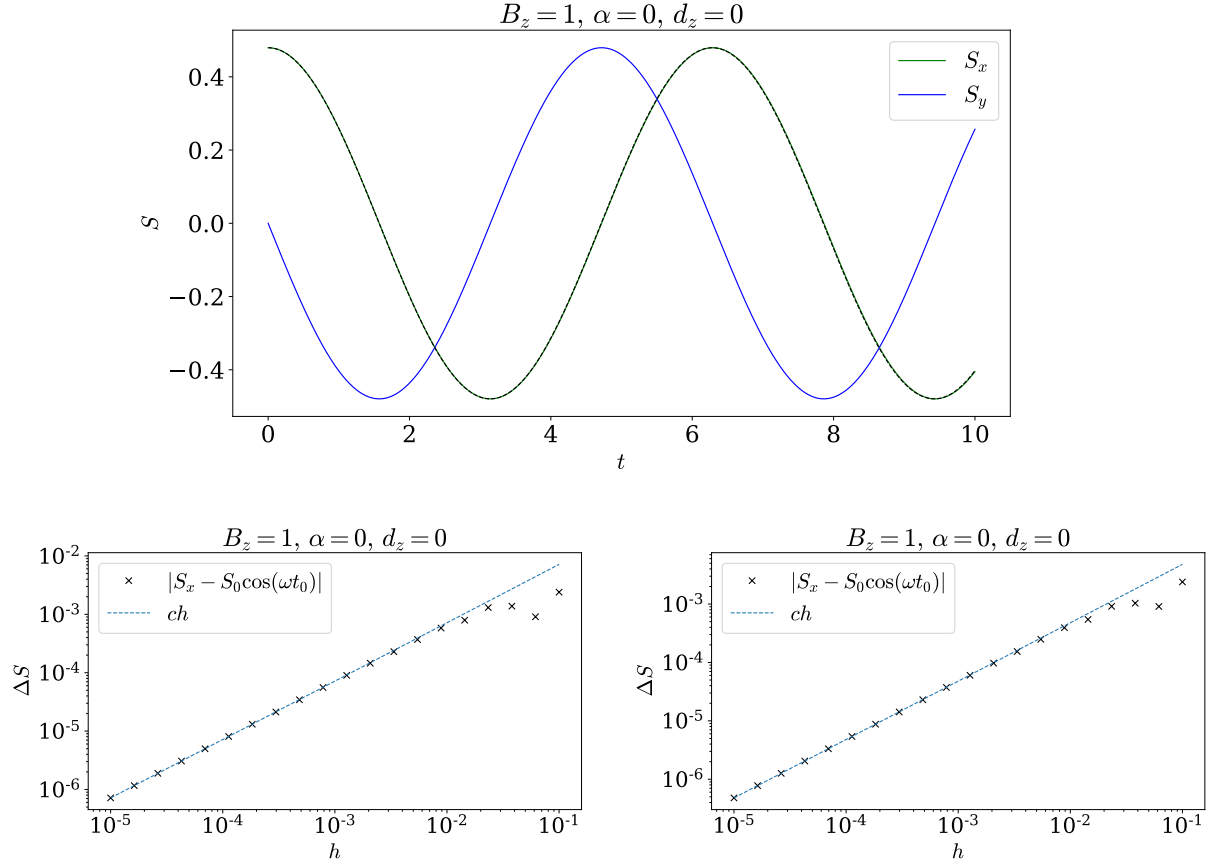 B_z = 1, α = 0, d_z = 0
S_x
S_y
0.4
0.2
0.0
−0.2
−0.4
S
0 2 4 6 8 10
t
B_z = 1, α = 0, d_z = 0
|S_x − S_0cos(ωt_0)|
ch
10^-2
10^-3
10^-4
10^-5
10^-6
ΔS
10^-5 10^-4 10^-3 10^-2 10^-1
h
B_z = 1, α = 0, d_z = 0
|S_x − S_0cos(ωt_0)|
ch
10^-3
10^-4
10^-5
10^-6
ΔS
10^-5 10^-4 10^-3 10^-2 10^-1
h